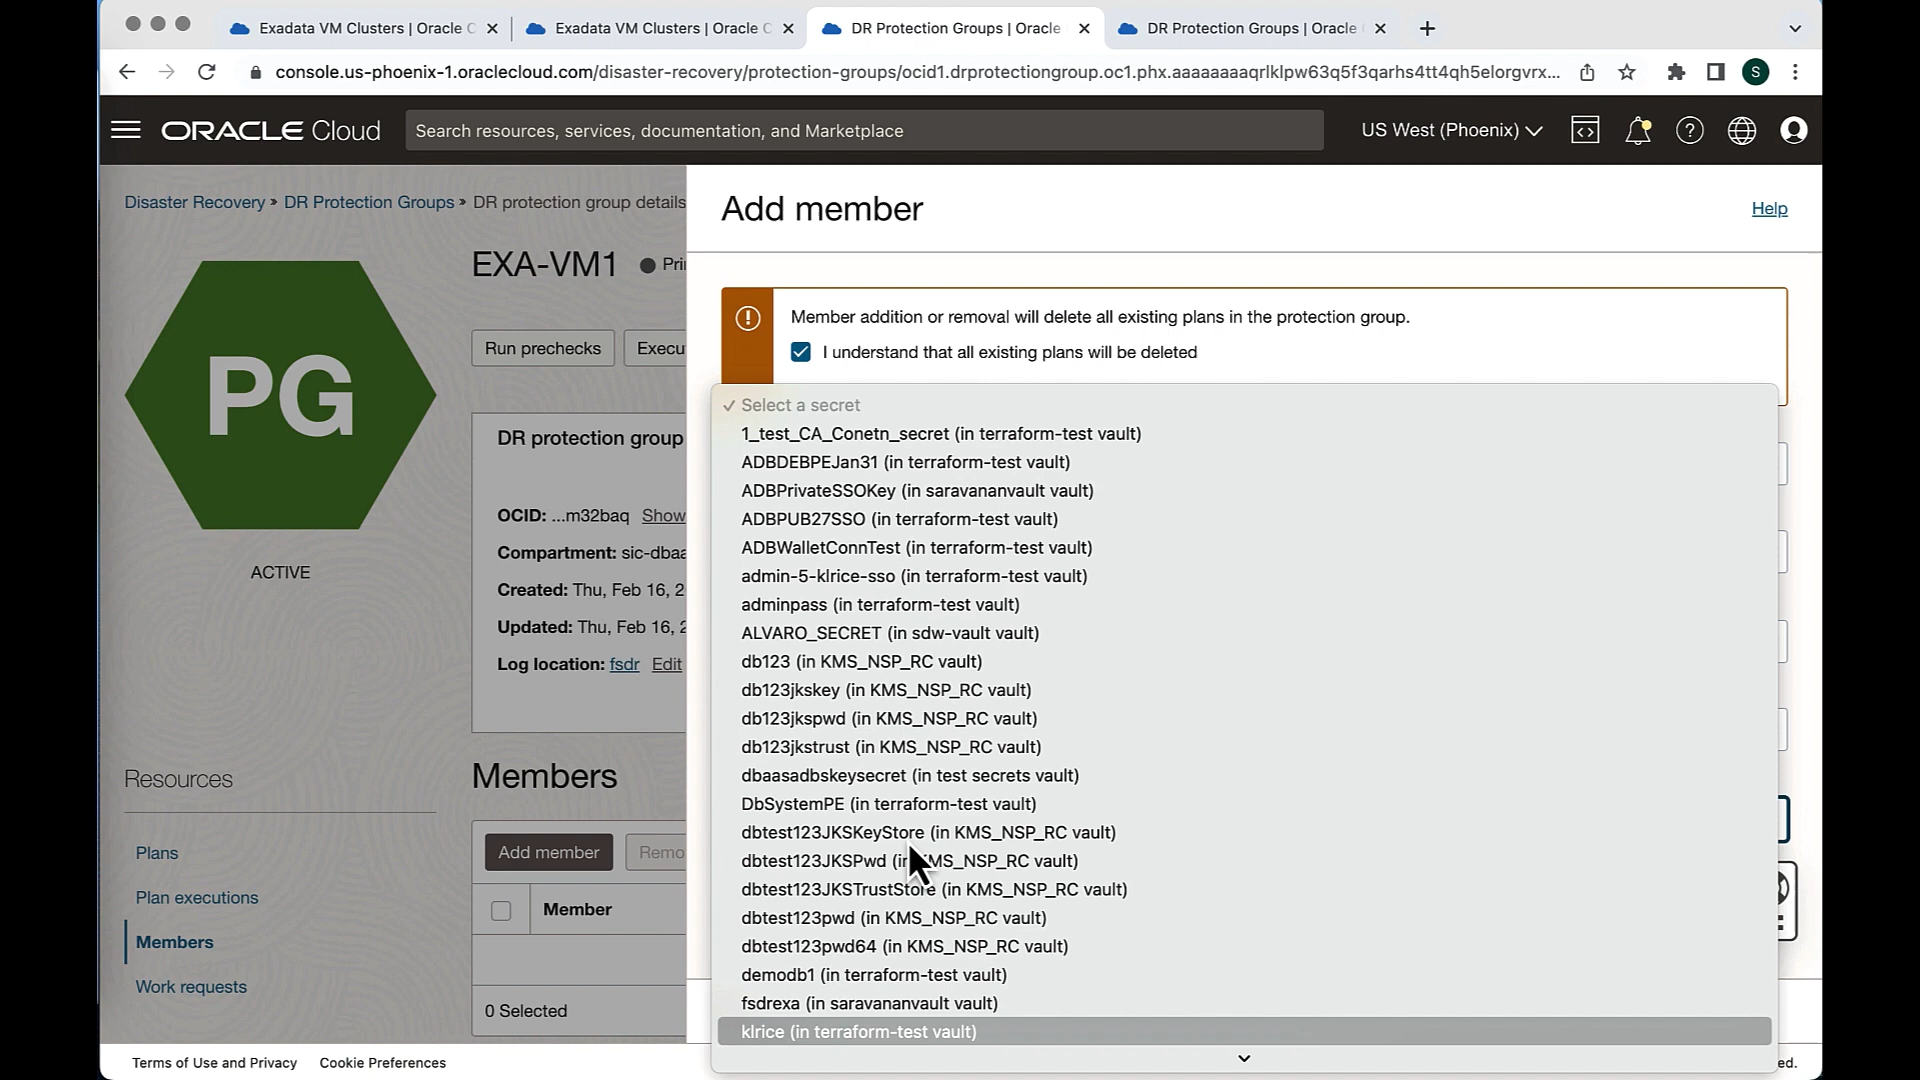 Exadata VM Clusters | Oracle C
Exadata VM Clusters | Oracle C
DR Protection Groups | Oracle
DR Protection Groups | Oracle
console.us-phoenix-1.oraclecloud.com/disaster-recovery/protection-groups/ocid1.drprotectiongroup.oc1.phx.aaaaaaaaqrlklpw63q5f3qarhs4tt4qh5elorgvrx...
S
ORACLE Cloud
Search resources, services, documentation, and Marketplace
US West (Phoenix)
Disaster Recovery » DR Protection Groups » DR protection group details
PG
ACTIVE
EXA-VM1
Pri
Run prechecks
Execu
DR protection group
OCID: ...m32baq Show
Compartment: sic-dbaa
Created: Thu, Feb 16, 2
Updated: Thu, Feb 16, 2
Log location: fsdr Edit
Resources
Plans
Plan executions
Members
Work requests
Members
Add member
Remo
Member
0 Selected
Add member
Help
Member addition or removal will delete all existing plans in the protection group.
I understand that all existing plans will be deleted
✓ Select a secret
1_test_CA_Conetn_secret (in terraform-test vault)
ADBDEBPEJan31 (in terraform-test vault)
ADBPrivateSSOKey (in saravananvault vault)
ADBPUB27SSO (in terraform-test vault)
ADBWalletConnTest (in terraform-test vault)
admin-5-klrice-sso (in terraform-test vault)
adminpass (in terraform-test vault)
ALVARO_SECRET (in sdw-vault vault)
db123 (in KMS_NSP_RC vault)
db123jkskey (in KMS_NSP_RC vault)
db123jkspwd (in KMS_NSP_RC vault)
db123jkstrust (in KMS_NSP_RC vault)
dbaasadbskeysecret (in test secrets vault)
DbSystemPE (in terraform-test vault)
dbtest123JKSKeyStore (in KMS_NSP_RC vault)
dbtest123JKSPwd (in KMS_NSP_RC vault)
dbtest123JKSTrustStore (in KMS_NSP_RC vault)
dbtest123pwd (in KMS_NSP_RC vault)
dbtest123pwd64 (in KMS_NSP_RC vault)
demodb1 (in terraform-test vault)
fsdrexa (in saravananvault vault)
klrice (in terraform-test vault)
Terms of Use and Privacy
Cookie Preferences
ed.